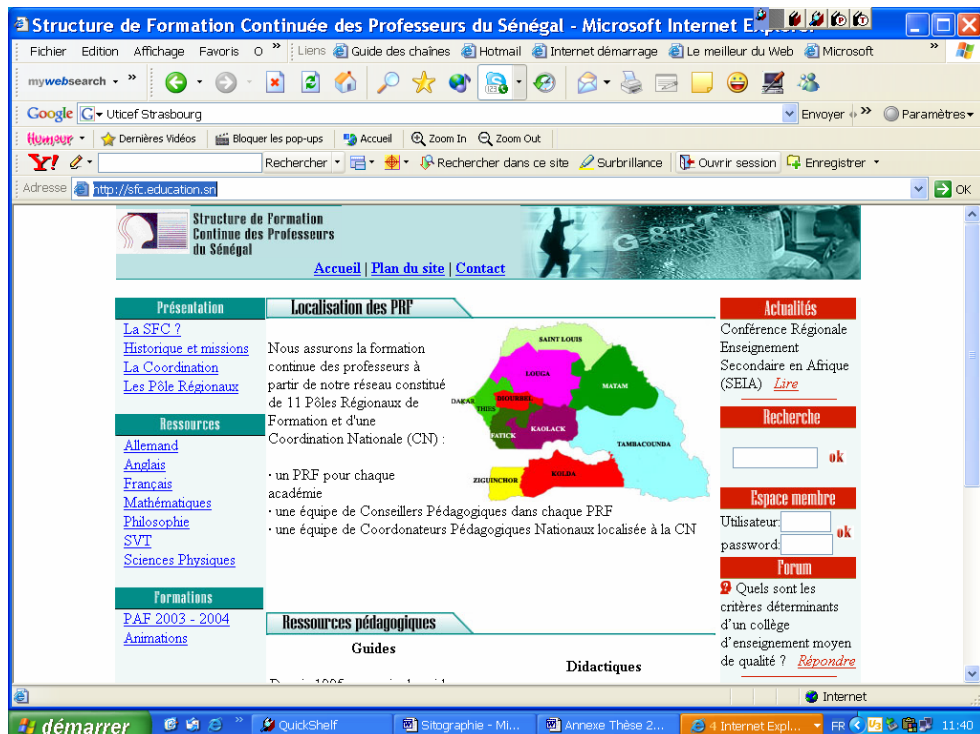 Structure de Formation Continuée des Professeurs du Sénégal - Microsoft Internet E
Fichier Edition Affichage Favoris O » Liens Guide des chaînes Hotmail Internet démarrage Le meilleur du Web Microsoft »
mywebsearch »
Google G Uticef Strasbourg Envoyer » Paramètres
Humour Dernières Vidéos Bloquer les pop-ups Accueil Zoom In Zoom Out
Y! Rechercher Rechercher dans ce site Surbrillance Ouvrir session Enregistrer
Adresse http://sfc.education.sn OK
Structure de Formation
Continue des Professeurs
du Sénégal
Accueil | Plan du site | Contact
Présentation
La SFC ?
Historique et missions
La Coordination
Les Pôle Régionaux
Ressources
Allemand
Anglais
Français
Mathématiques
Philosophie
SVT
Sciences Physiques
Formations
PAF 2003 - 2004
Animations
Localisation des PRF
Nous assurons la formation
continue des professeurs à
partir de notre réseau constitué
de 11 Pôles Régionaux de
Formation et d'une
Coordination Nationale (CN) :
· un PRF pour chaque
académie
· une équipe de Conseillers Pédagogiques dans chaque PRF
· une équipe de Coordonateurs Pédagogiques Nationaux localisée à la CN
SAINT LOUIS
LOUGA
MATAM
DAKAR
THIES
DIOURBEL
FATICK
KAOLACK
TAMBACOUNDA
ZIGUINCHOR
KOLDA
Ressources pédagogiques
Guides
Didactiques
Actualités
Conférence Régionale
Enseignement
Secondaire en Afrique
(SEIA) Lire
Recherche
ok
Espace membre
Utilisateur:
password:
ok
Forum
Quels sont les
critères déterminants
d'un collège
d'enseignement moyen
de qualité ? Répondre
Internet
démarrer » QuickShelf Sitographie - Mi... Annexe Thèse 2... 4 Internet Expl... FR 11:40